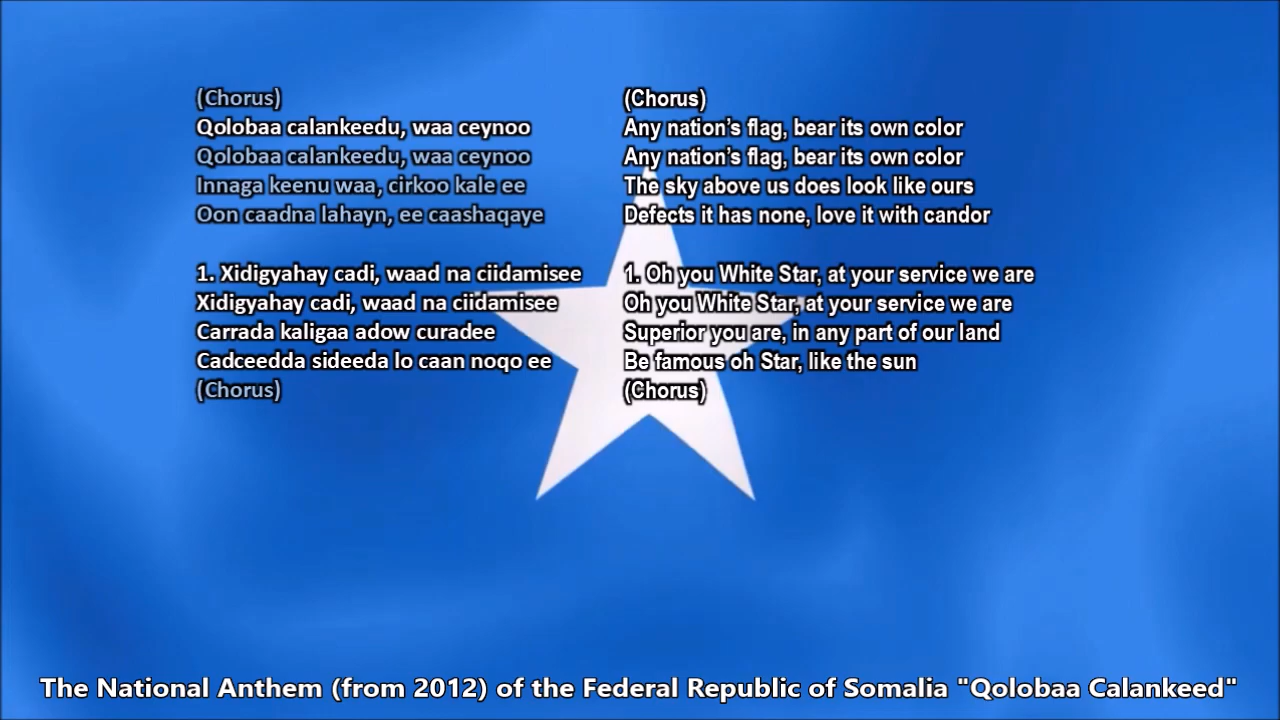 (Chorus)
Qolobaa calankeedu, waa ceynoo
Qolobaa calankeedu, waa ceynoo
Innaga keenu waa, cirkoo kale ee
Oon caadna lahayn, ee caashaqaye
1. Xidigyahay cadi, waad na ciidamisee
Xidigyahay cadi, waad na ciidamisee
Carrada kaligaa adow curadee
Cadceedda sideeda lo caan noqo ee
(Chorus)
(Chorus)
Any nation's flag, bear its own color
Any nation's flag, bear its own color
The sky above us does look like ours
Defects it has none, love it with candor
1. Oh you White Star, at your service we are
Oh you White Star, at your service we are
Superior you are, in any part of our land
Be famous oh Star, like the sun
(Chorus)
The National Anthem (from 2012) of the Federal Republic of Somalia "Qolobaa Calankeed"